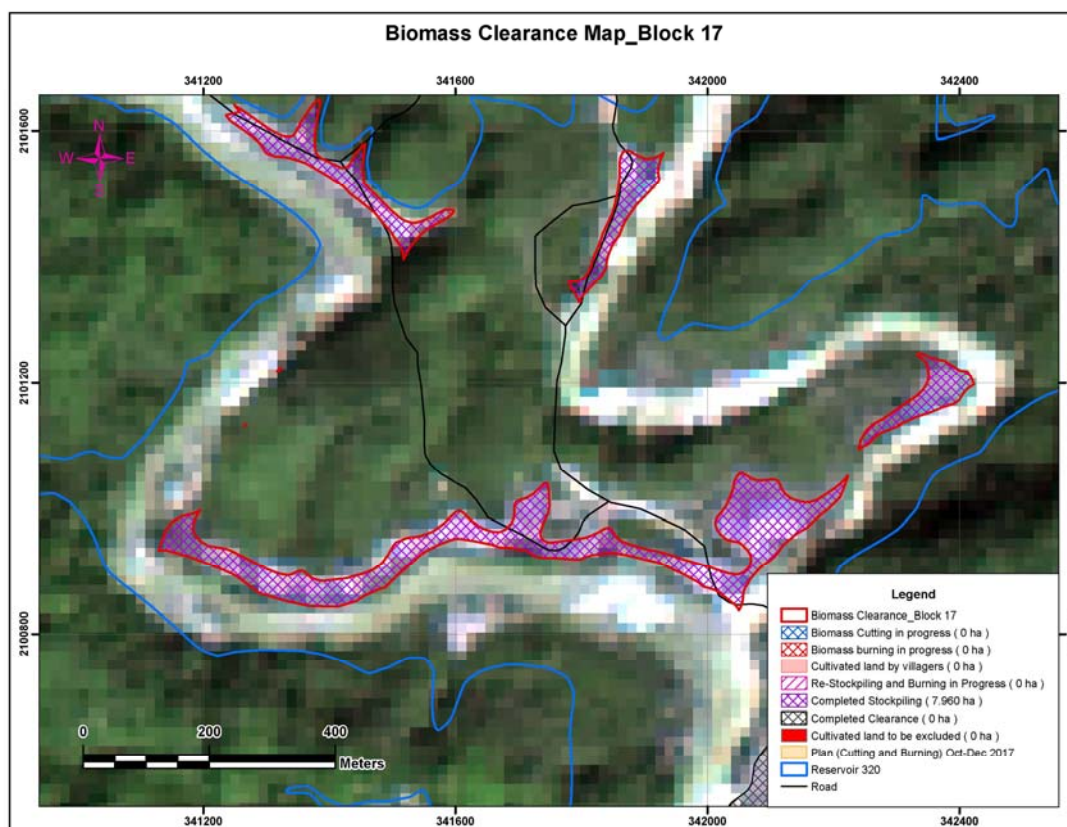 Biomass Clearance Map_Block 17
341200 341600 342000 342400
2101600
N
W E
2101200
2100800
0 200 400
Meters
Legend
Biomass Clearance_Block 17
Biomass Cutting in progress ( 0 ha )
Biomass burning in progress ( 0 ha )
Cultivated land by villagers ( 0 ha )
Re-Stockpiling and Burning in Progress ( 0 ha )
Completed Stockpiling ( 7.960 ha )
Completed Clearance ( 0 ha )
Cultivated land to be excluded ( 0 ha )
Plan (Cutting and Burning) Oct-Dec 2017
Reservoir 320
Road
341200 341600 342000 342400